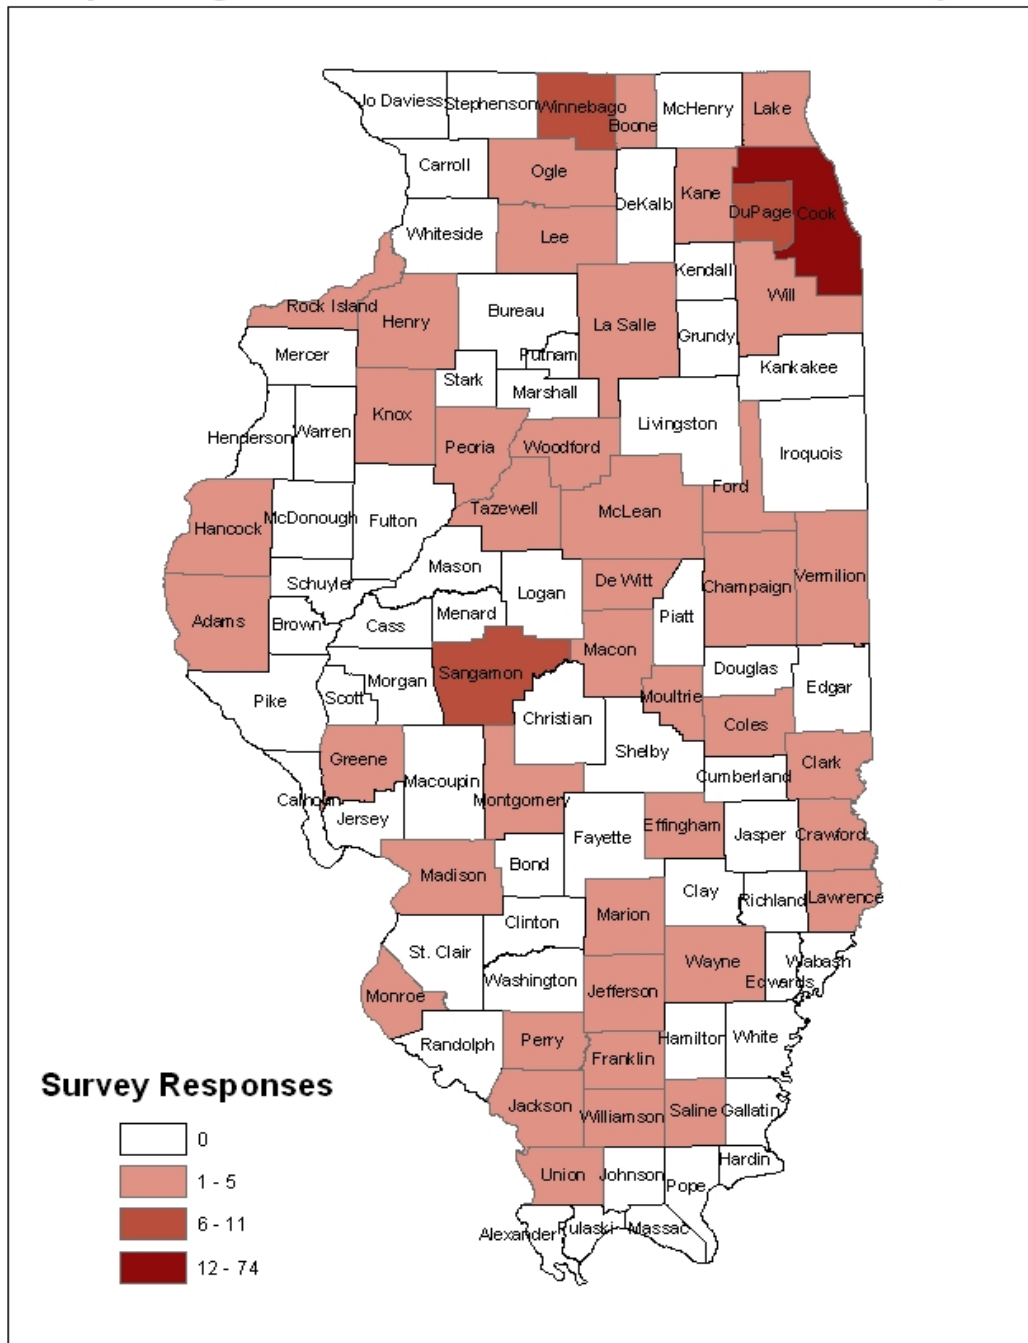 Jo Daviess
Stephenson
Winnebago
Boone
McHenry
Lake
Carroll
Ogle
DeKalb
Kane
DuPage
Cook
Whiteside
Lee
Kendall
Will
Rock Island
Henry
Bureau
La Salle
Grundy
Mercer
Putnam
Kankakee
Stark
Marshall
Knox
Livingston
Henderson
Warren
Peoria
Woodford
Iroquois
Ford
Hancock
McDonough
Fulton
Tazewell
McLean
Mason
Schuyler
Logan
De Witt
Champaign
Vermilion
Adams
Brown
Cass
Menard
Piatt
Macon
Sangamon
Douglas
Edgar
Pike
Scott
Morgan
Christian
Moultrie
Coles
Shelby
Greene
Macoupin
Clark
Cumberland
Calhoun
Jersey
Montgomery
Fayette
Effingham
Jasper
Crawford
Madison
Bond
Clay
Richland
Lawrence
Marion
Clinton
St. Clair
Wayne
Wabash
Edwards
Washington
Jefferson
Monroe
Randolph
Perry
Hamilton
White
Franklin
Survey Responses
Jackson
Williamson
Saline
Gallatin
0
1 - 5
6 - 11
12 - 74
Union
Johnson
Hardin
Pope
Alexander
Pulaski
Massac